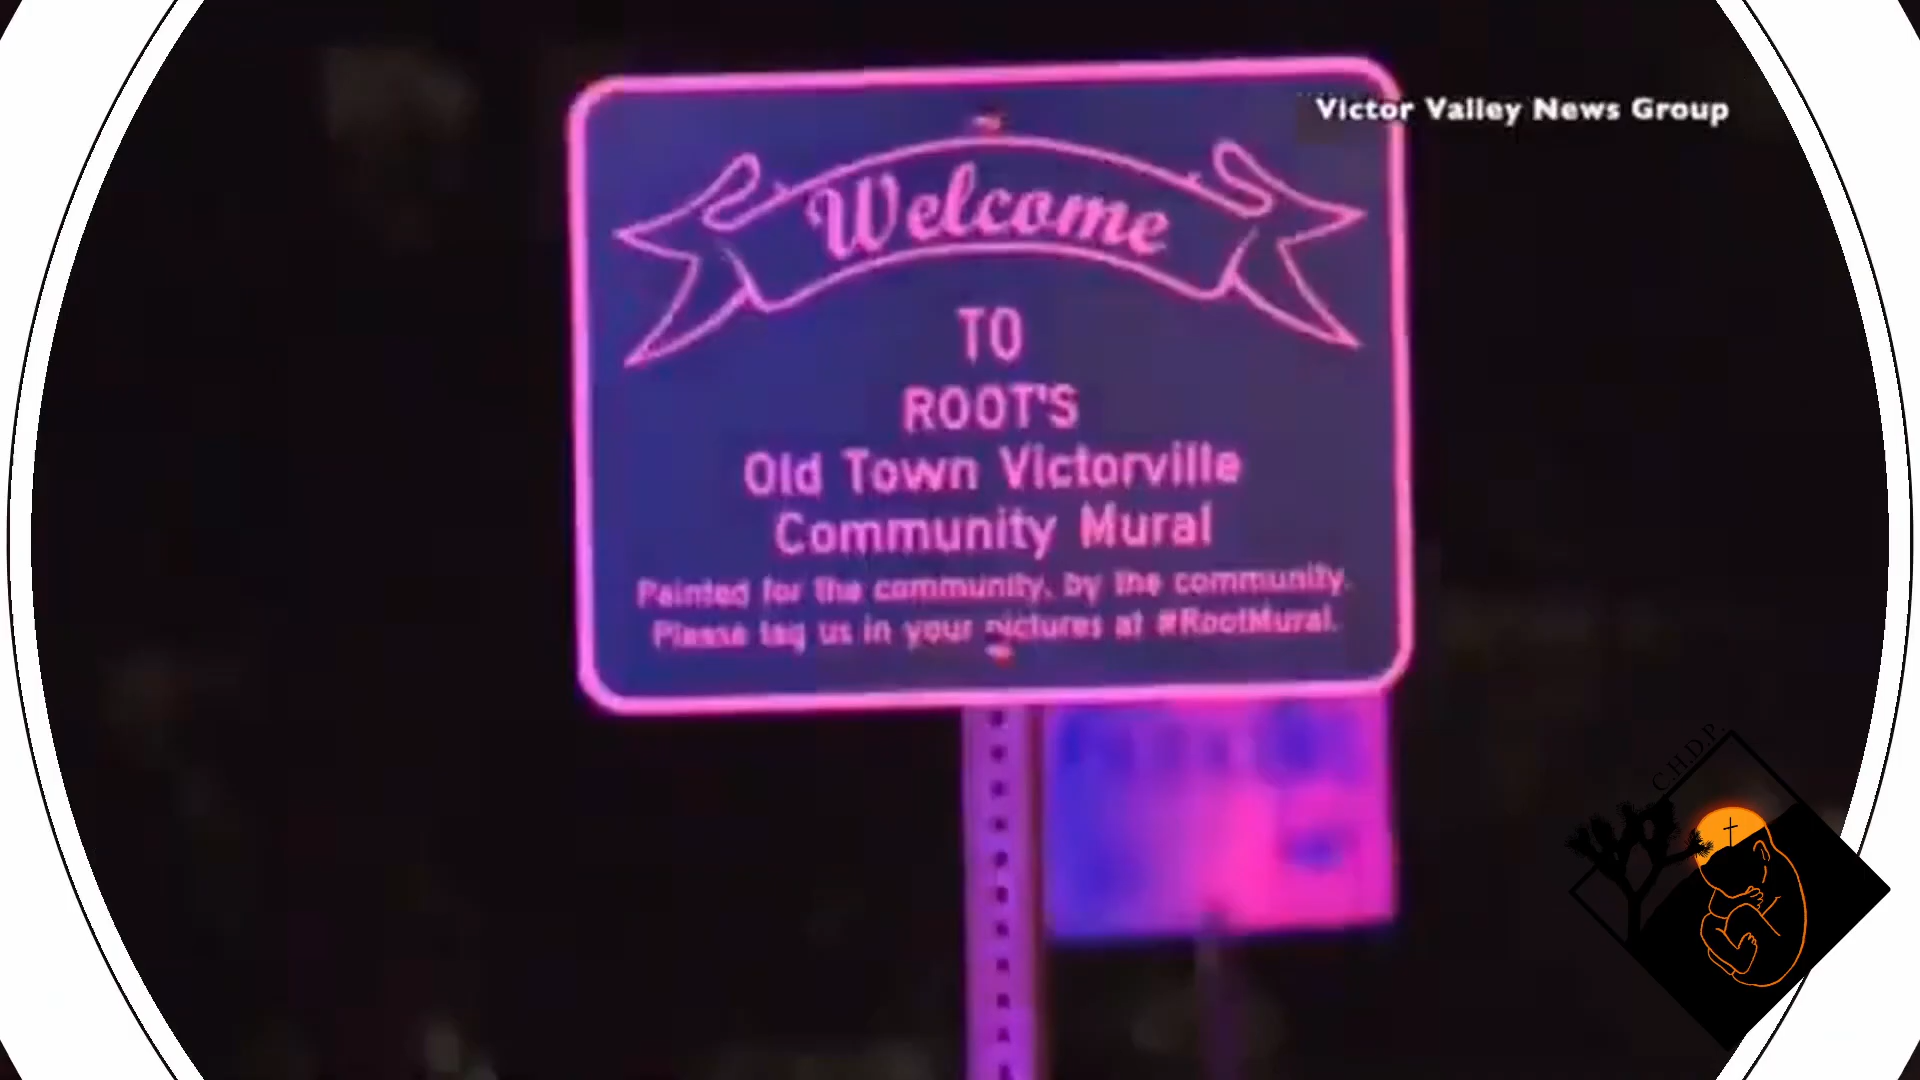 Victor Valley News Group
Welcome
TO
ROOT'S
Old Town Victorville
Community Mural
Painted for the community, by the community.
Please tag us in your pictures at #RootMural.
C.H.D.P.